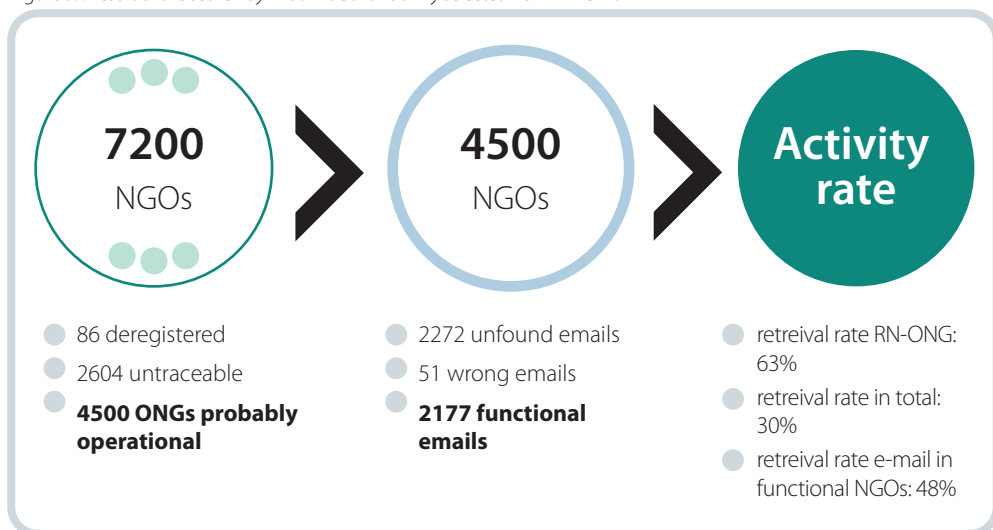 7200
NGOs
4500
NGOs
Activity
rate
86 deregistered
2604 untraceable
4500 ONGs probably
operational
2272 unfound emails
51 wrong emails
2177 functional
emails
retreival rate RN-ONG:
63%
retreival rate in total:
30%
retreival rate e-mail in
functional NGOs: 48%